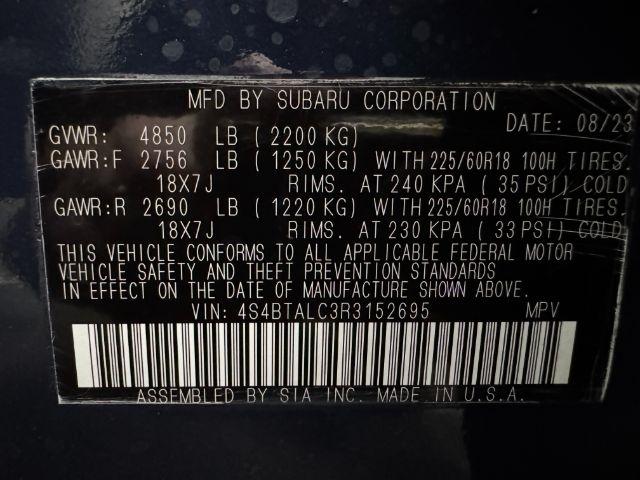 MFD BY SUBARU CORPORATION
DATE: 08/23
GVWR: 4850 LB ( 2200 KG)
GAWR:F 2756 LB ( 1250 KG) WITH 225/60R18 100H TIRES.
18X7J RIMS. AT 240 KPA ( 35 PSI) COLD
GAWR:R 2690 LB ( 1220 KG) WITH 225/60R18 100H TIRES.
18X7J RIMS. AT 230 KPA ( 33 PSI) COLD
THIS VEHICLE CONFORMS TO ALL APPLICABLE FEDERAL MOTOR
VEHICLE SAFETY AND THEFT PREVENTION STANDARDS
IN EFFECT ON THE DATE OF MANUFACTURE SHOWN ABOVE.
VIN: 4S4BTALC3R3152695 MPV
ASSEMBLED BY SIA INC. MADE IN U.S.A.